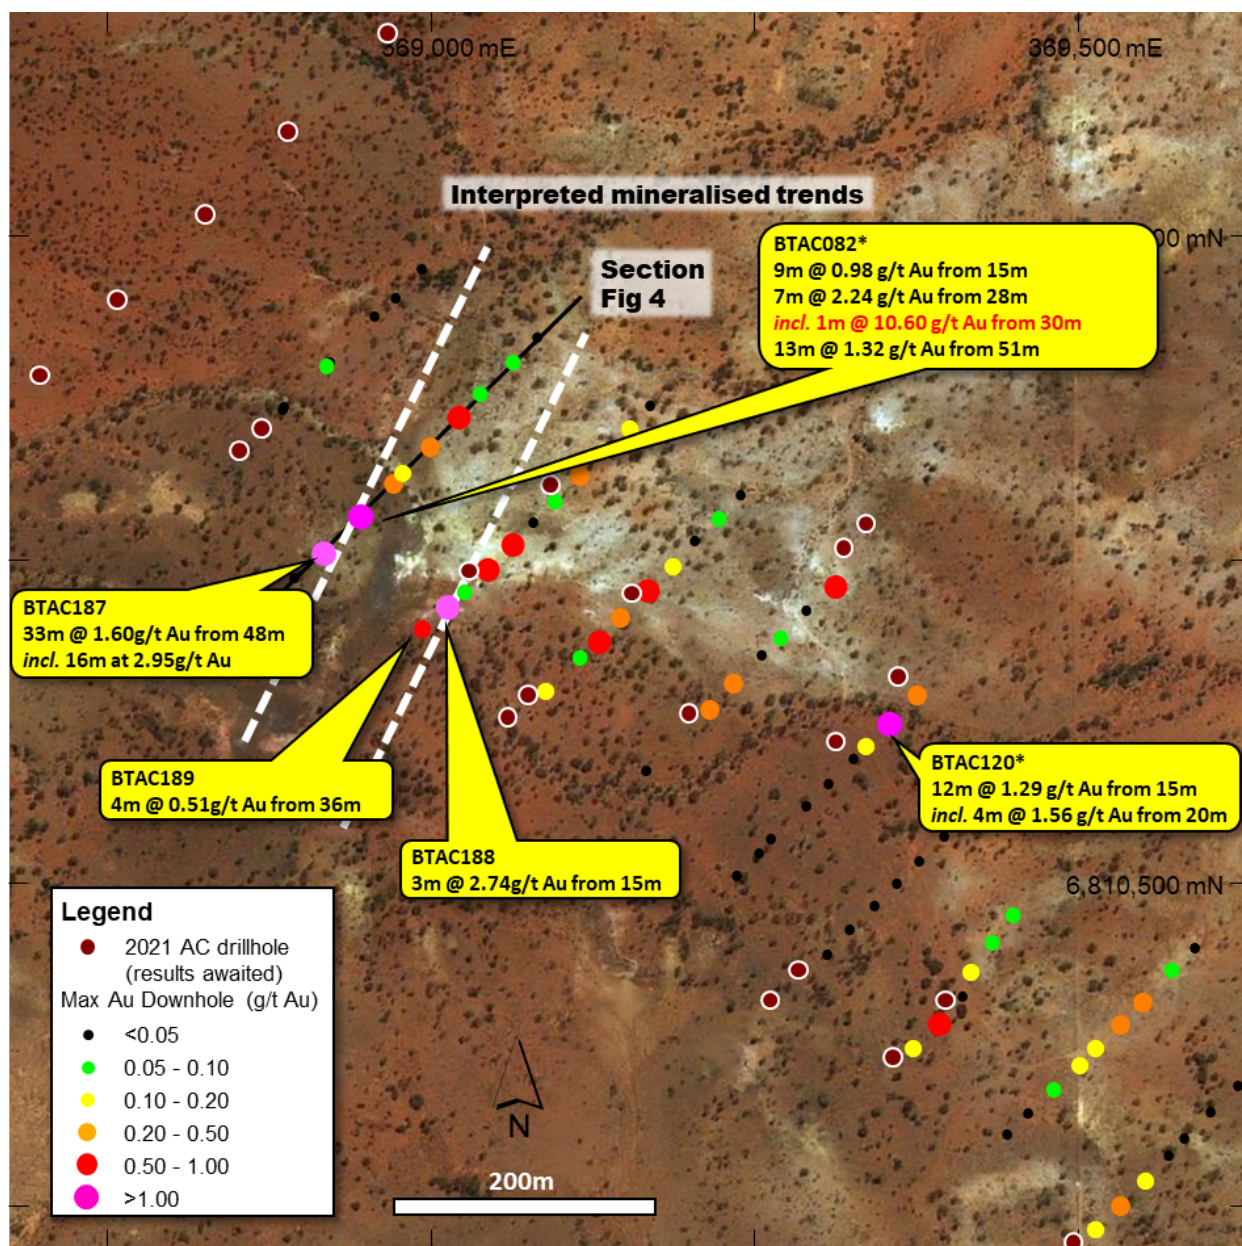 369,000 mE
369,500 mE
Interpreted mineralised trends
Section
Fig 4
BTAC082*
9m @ 0.98 g/t Au from 15m
7m @ 2.24 g/t Au from 28m
incl. 1m @ 10.60 g/t Au from 30m
13m @ 1.32 g/t Au from 51m
00 mN
BTAC187
33m @ 1.60g/t Au from 48m
incl. 16m at 2.95g/t Au
BTAC189
4m @ 0.51g/t Au from 36m
BTAC120*
12m @ 1.29 g/t Au from 15m
incl. 4m @ 1.56 g/t Au from 20m
BTAC188
3m @ 2.74g/t Au from 15m
6,810,500 mN
Legend
2021 AC drillhole
(results awaited)
Max Au Downhole (g/t Au)
<0.05
0.05 - 0.10
0.10 - 0.20
0.20 - 0.50
0.50 - 1.00
>1.00
N
200m